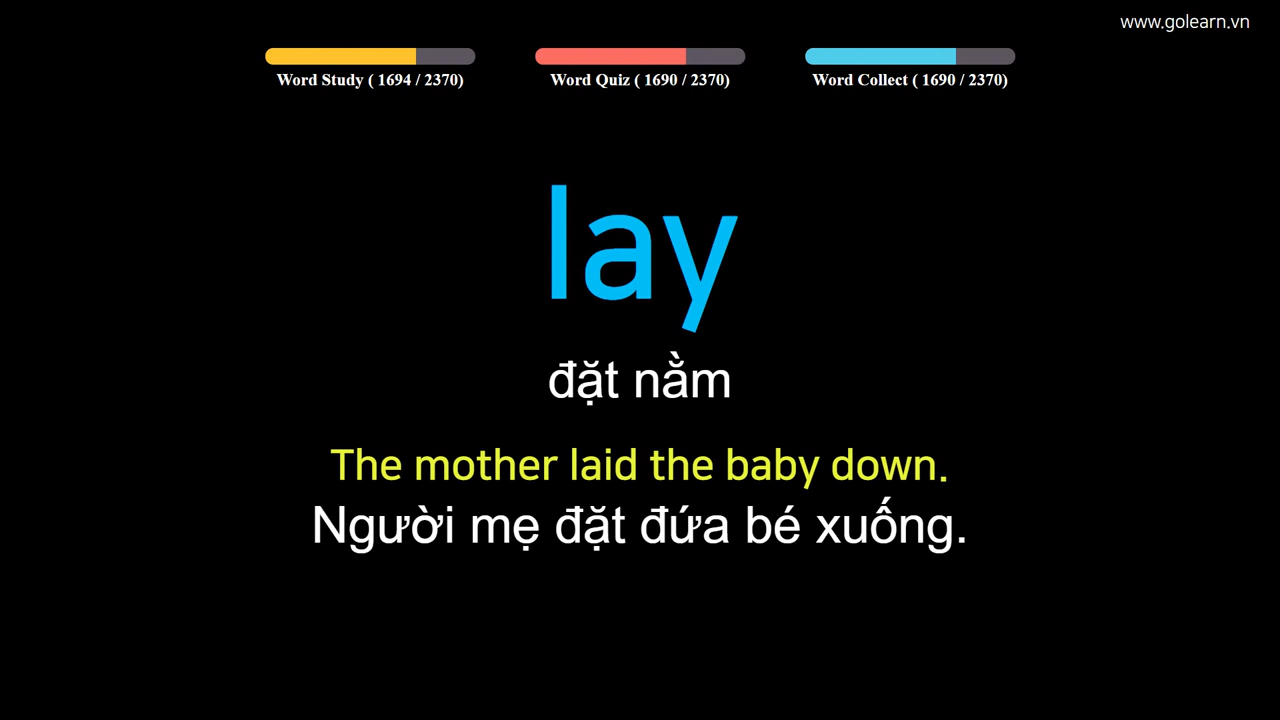 www.golearn.vn
Word Study ( 1694 / 2370)
Word Quiz ( 1690 / 2370)
Word Collect ( 1690 / 2370)
lay
đặt nằm
The mother laid the baby down.
Người mẹ đặt đứa bé xuống.